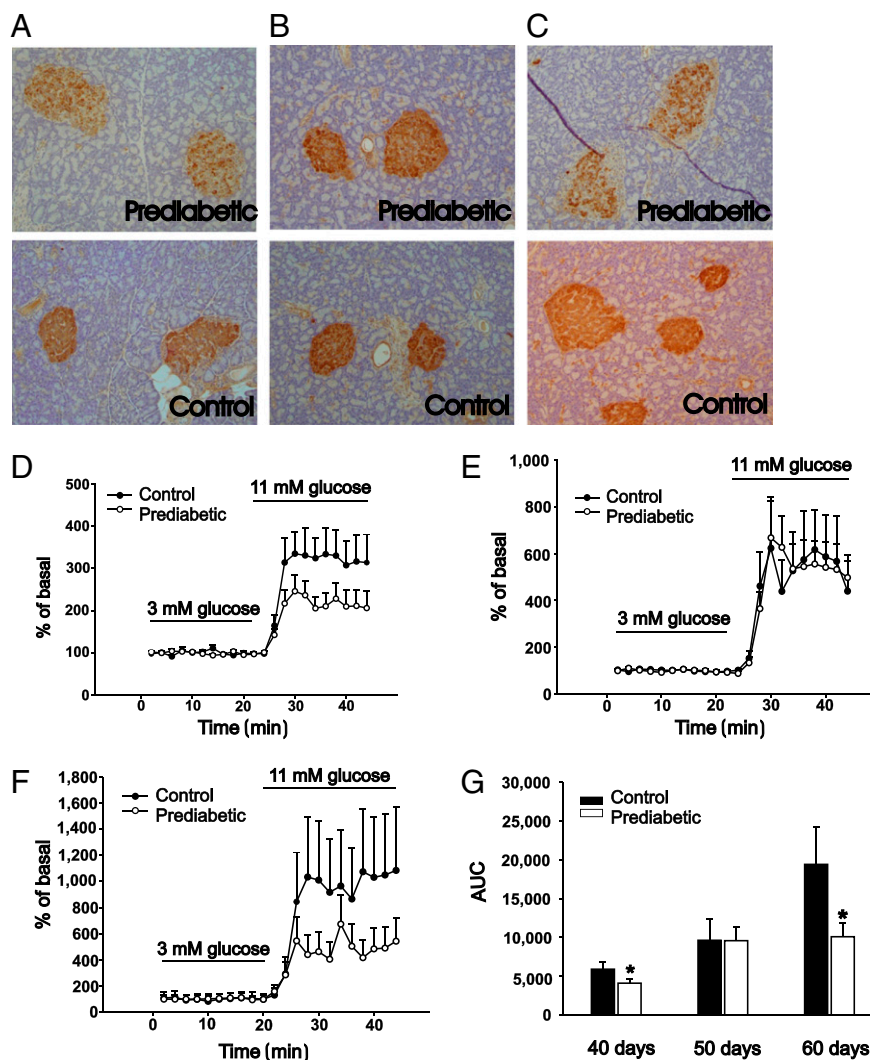 A
B
C
Prediabetic
Prediabetic
Prediabetic
Control
Control
Control
D
500
400
300
200
100
0
% of basal
Control
Prediabetic
11 mM glucose
3 mM glucose
0
10
20
30
40
Time (min)
E
1,000
800
600
400
200
0
% of basal
11 mM glucose
Control
Prediabetic
3 mM glucose
0
10
20
30
40
Time (min)
F
1,800
1,600
1,400
1,200
1,000
800
600
400
200
0
% of basal
11 mM glucose
Control
Prediabetic
3 mM glucose
0
10
20
30
40
Time (min)
G
30,000
25,000
20,000
15,000
10,000
5,000
0
AUC
Control
Prediabetic
*
*
40 days
50 days
60 days